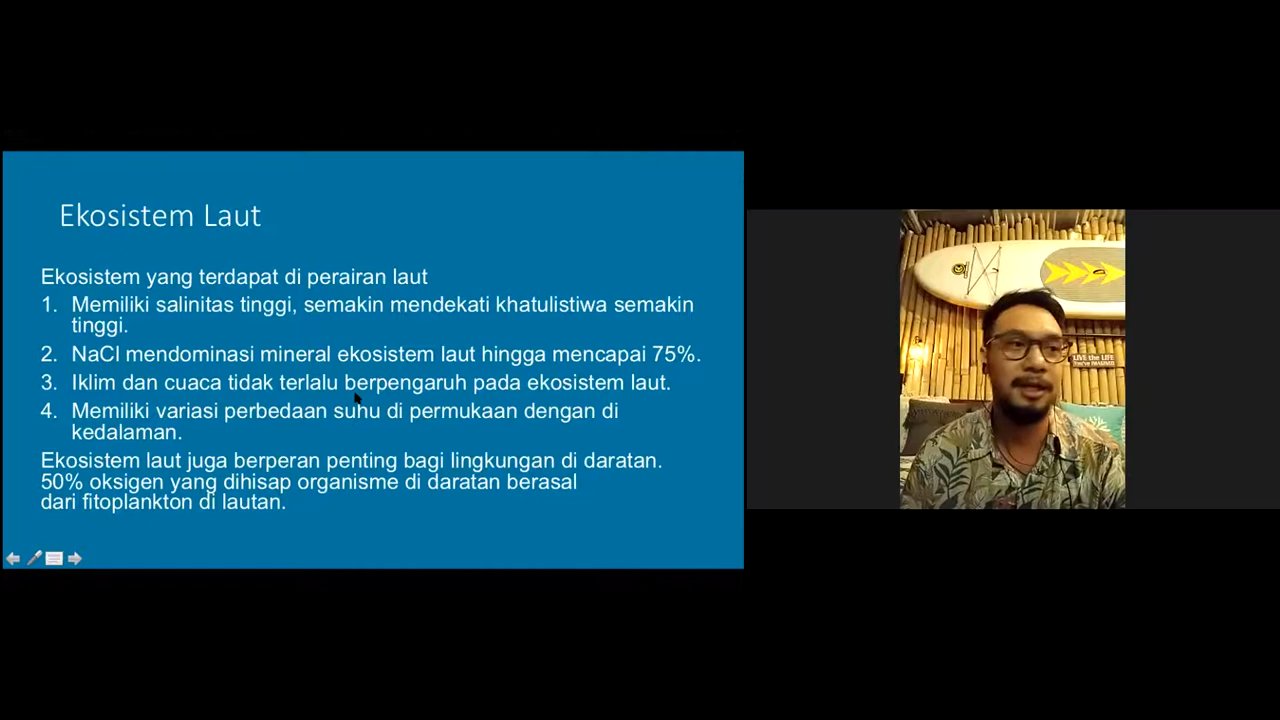 Ekosistem Laut
Ekosistem yang terdapat di perairan laut
1. Memiliki salinitas tinggi, semakin mendekati khatulistiwa semakin
tinggi.
2. NaCl mendominasi mineral ekosistem laut hingga mencapai 75%.
3. Iklim dan cuaca tidak terlalu berpengaruh pada ekosistem laut.
4. Memiliki variasi perbedaan suhu di permukaan dengan di
kedalaman.
Ekosistem laut juga berperan penting bagi lingkungan di daratan.
50% oksigen yang dihisap organisme di daratan berasal
dari fitoplankton di lautan.
LIVE the LIFE